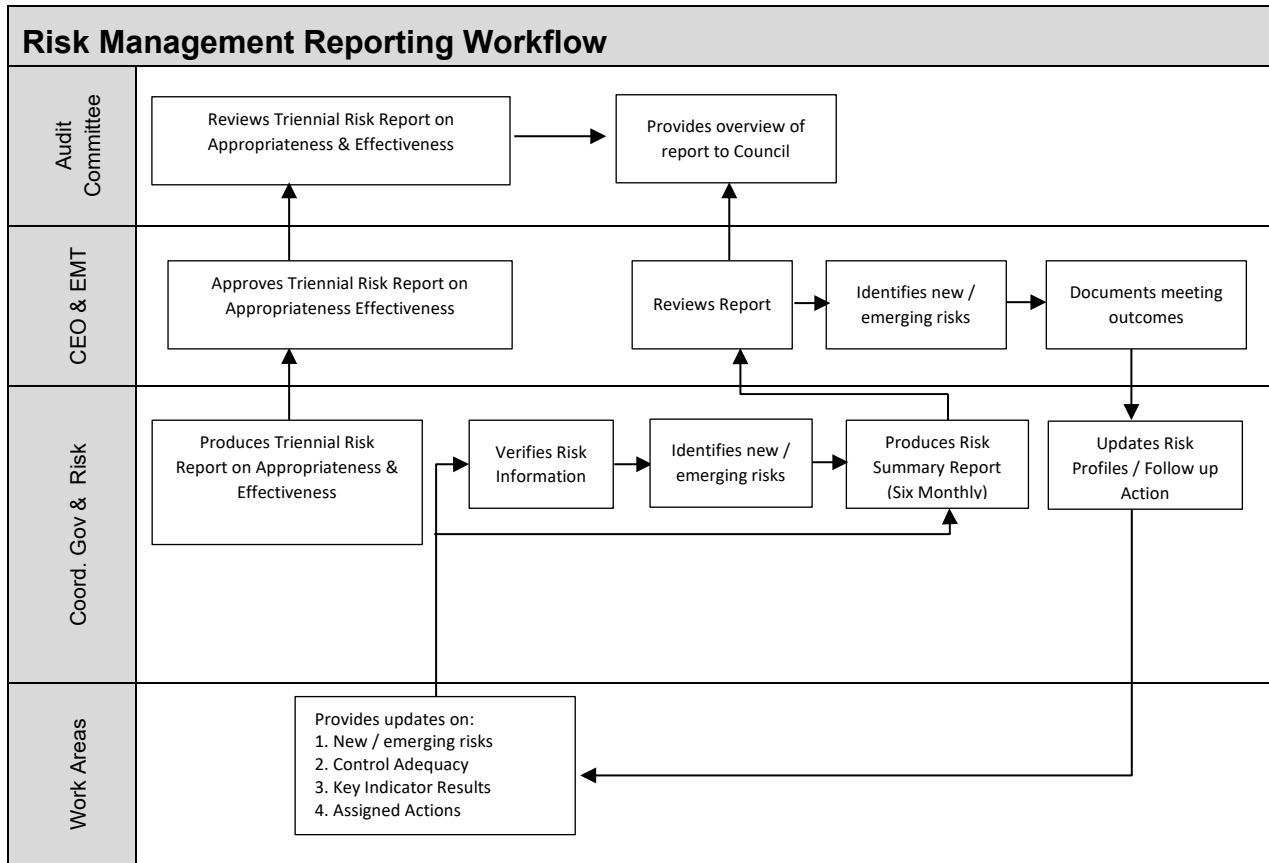 Risk Management Reporting Workflow
Audit
Committee
Reviews Triennial Risk Report on
Appropriateness & Effectiveness
Provides overview of
report to Council
CEO & EMT
Approves Triennial Risk Report on
Appropriateness Effectiveness
Reviews Report
Identifies new /
emerging risks
Documents meeting
outcomes
Coord. Gov & Risk
Produces Triennial Risk
Report on Appropriateness &
Effectiveness
Verifies Risk
Information
Identifies new /
emerging risks
Produces Risk
Summary Report
(Six Monthly)
Updates Risk
Profiles / Follow up
Action
Work Areas
Provides updates on:
1. New / emerging risks
2. Control Adequacy
3. Key Indicator Results
4. Assigned Actions